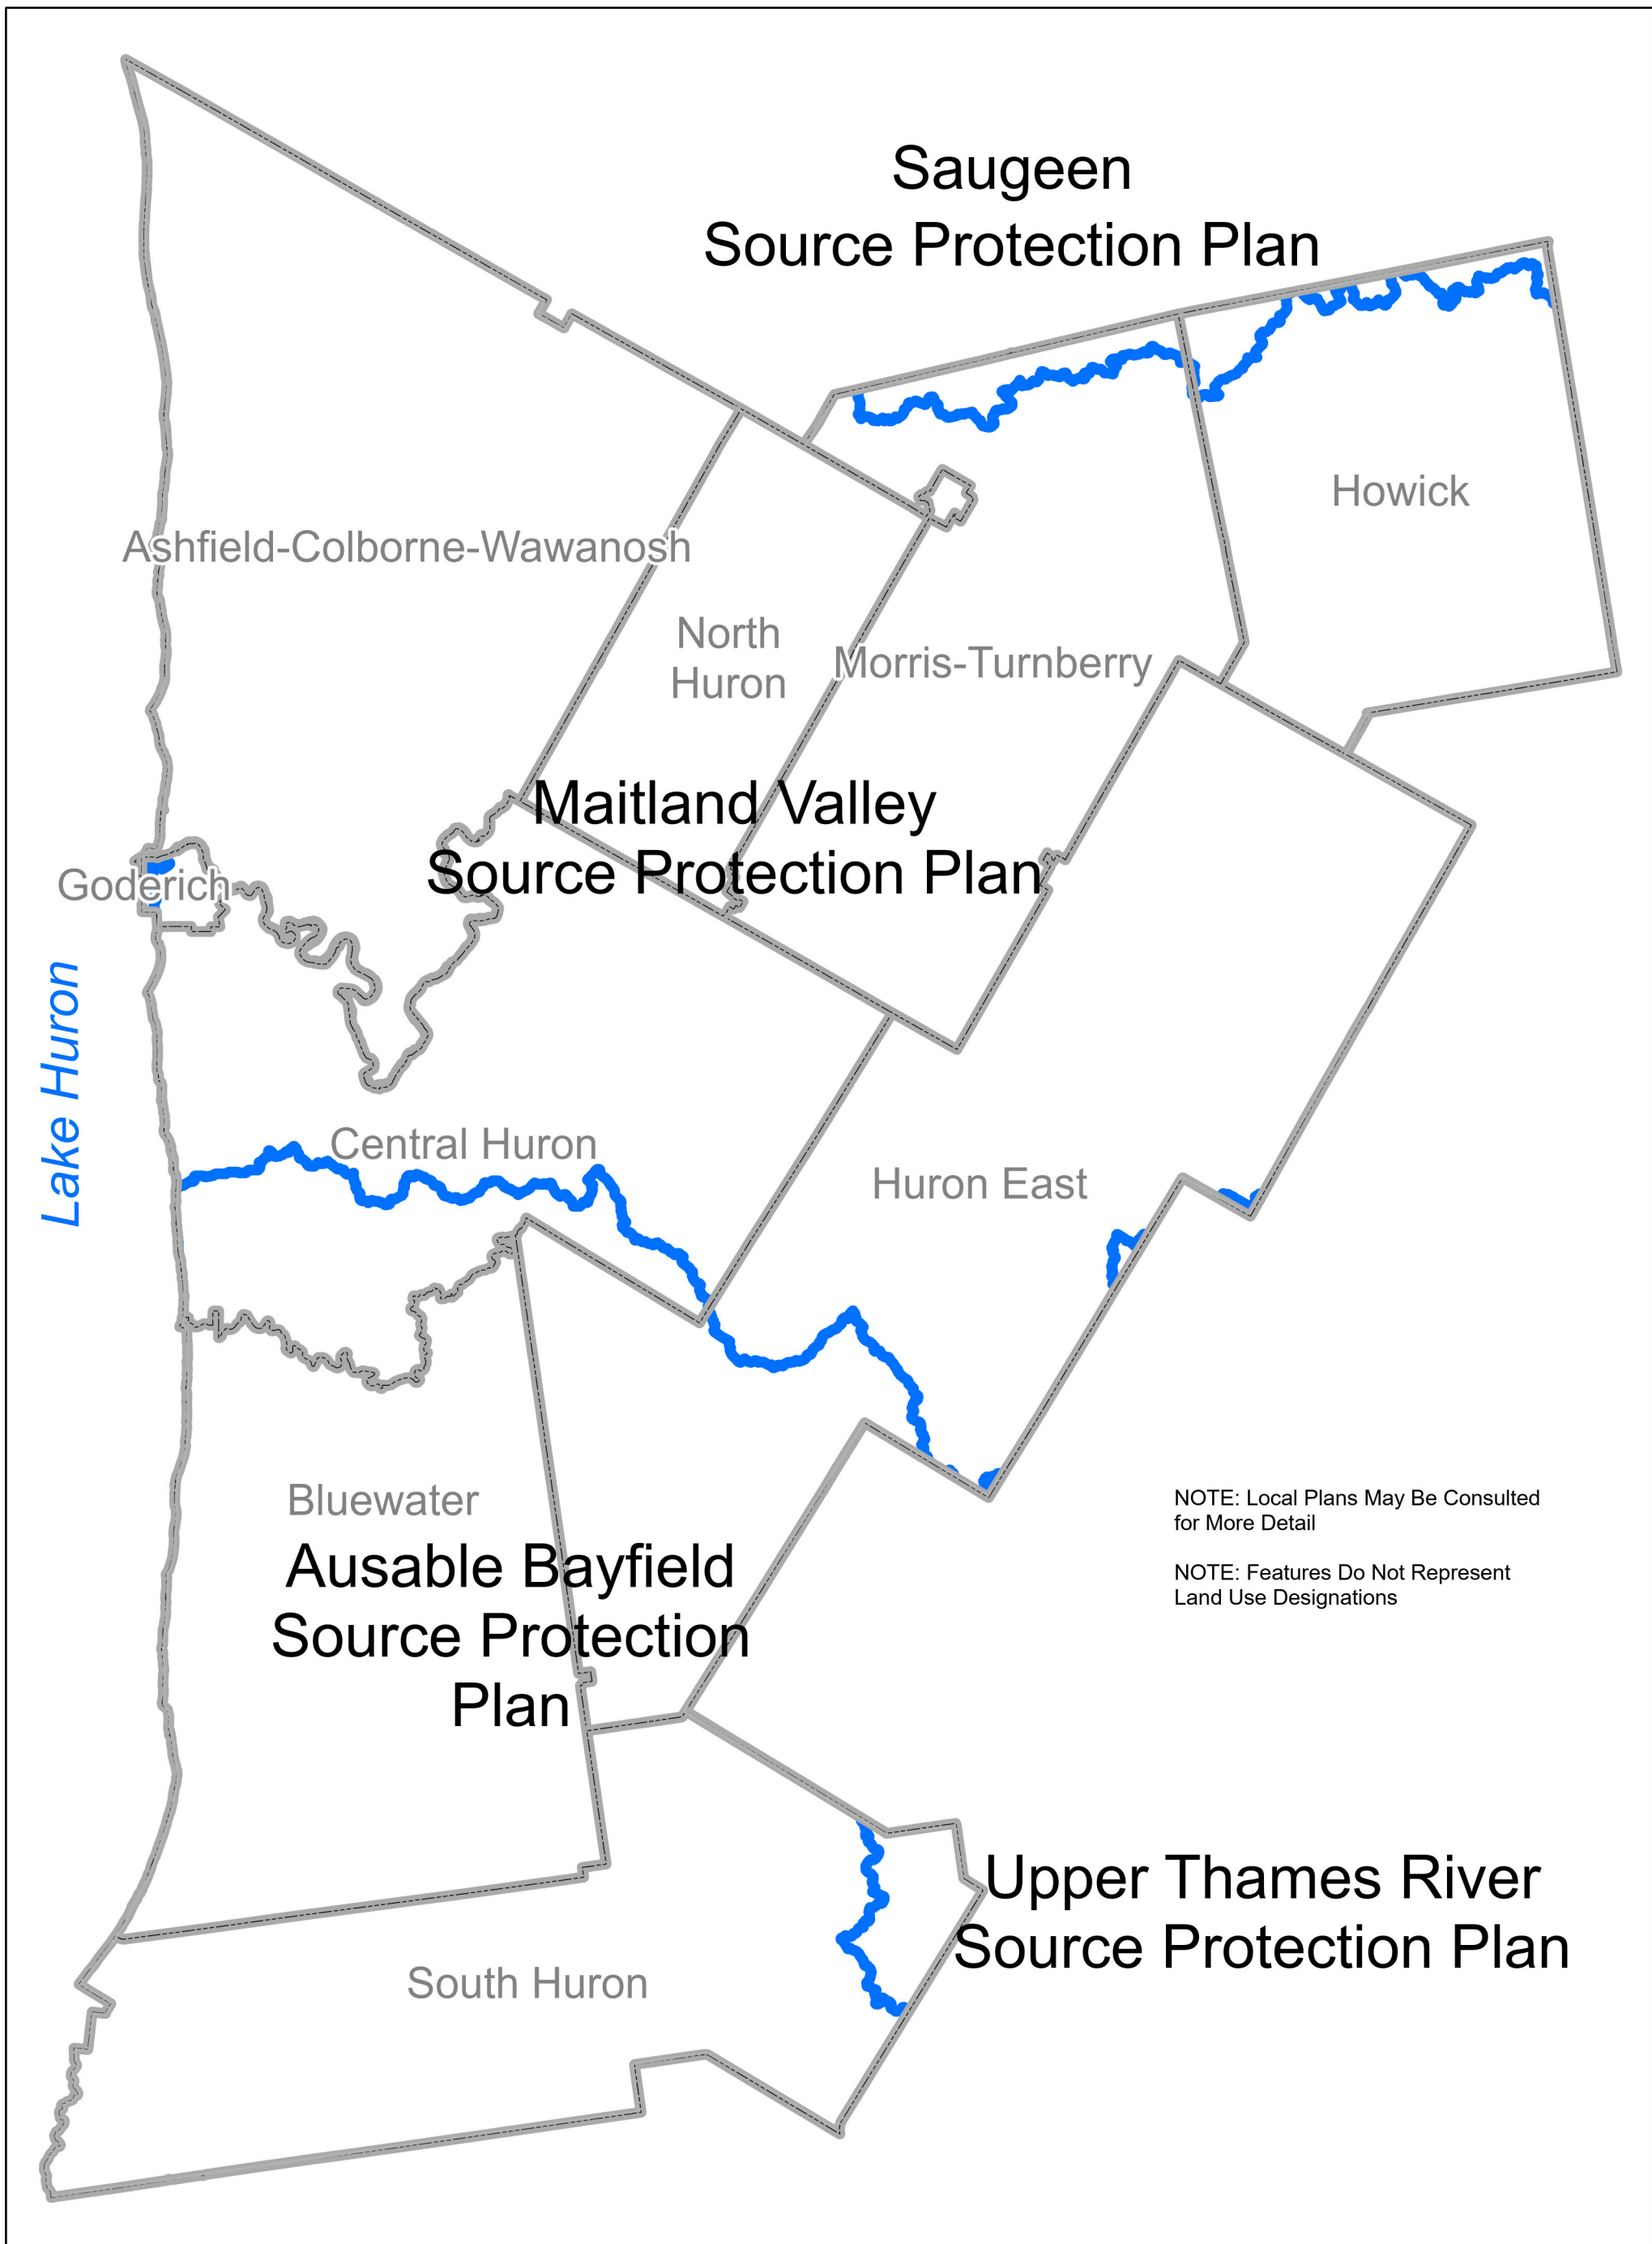 Saugeen
Source Protection Plan
Howick
Ashfield-Colborne-Wawanosh
North
Huron
Morris-Turnberry
Maitland Valley
Source Protection Plan
Goderich
Lake Huron
Central Huron
Huron East
Bluewater
NOTE: Local Plans May Be Consulted
for More Detail
NOTE: Features Do Not Represent
Land Use Designations
Ausable Bayfield
Source Protection
Plan
Upper Thames River
Source Protection Plan
South Huron